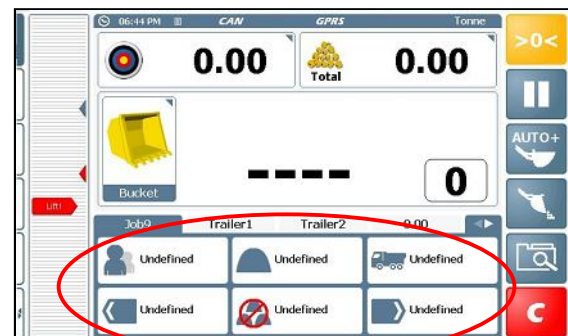 06:44 PM CAN GPRS Tonne
0.00 Total 0.00
>0<
AUTO+
Bucket
----
0
Lift!
Job9 Trailer1 Trailer2 0.00
Undefined Undefined Undefined
Undefined Undefined Undefined
C